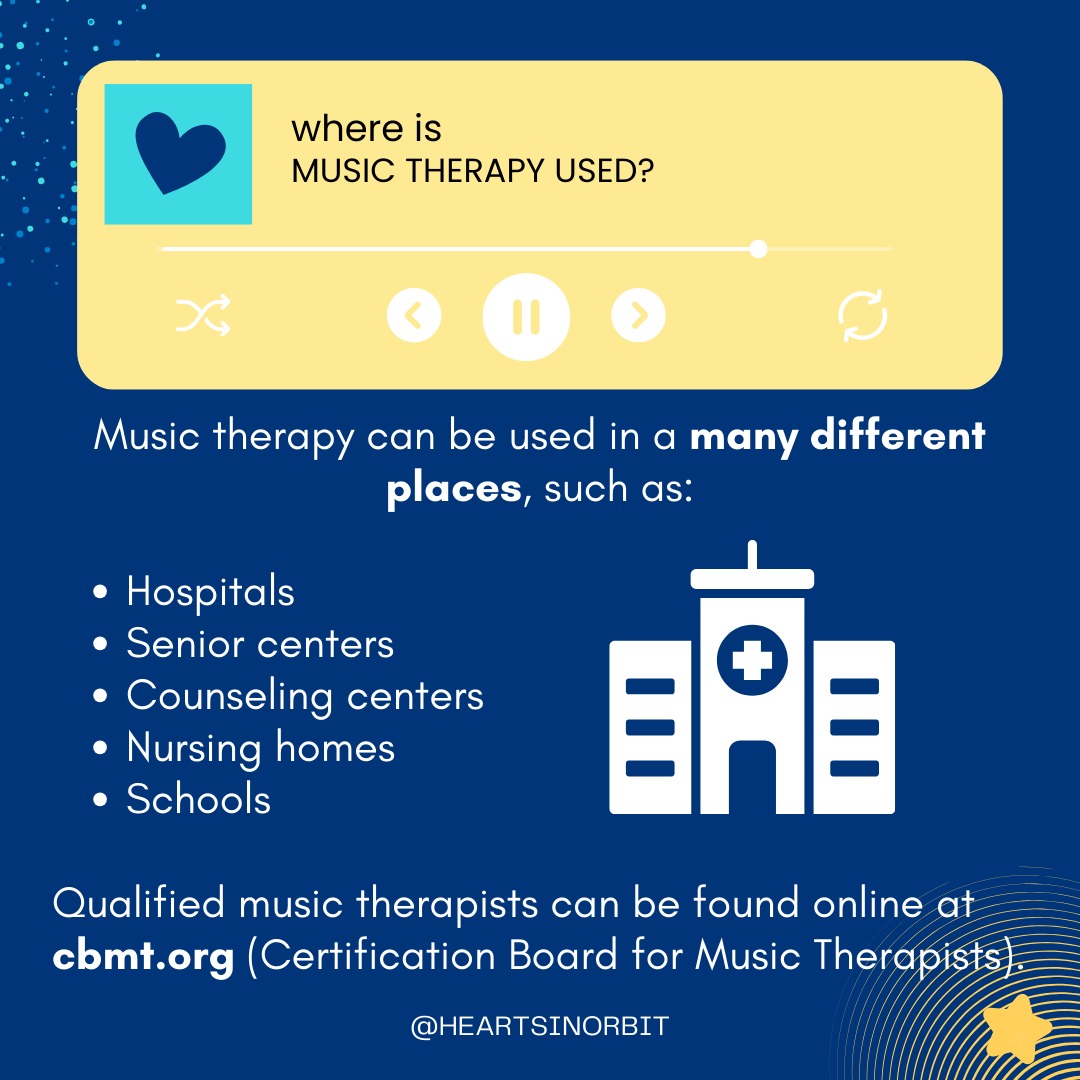 where is
MUSIC THERAPY USED?
Music therapy can be used in a many different
places, such as:
• Hospitals
• Senior centers
• Counseling centers
• Nursing homes
• Schools
Qualified music therapists can be found online at
cbmt.org (Certification Board for Music Therapists).
@HEARTSINORBIT